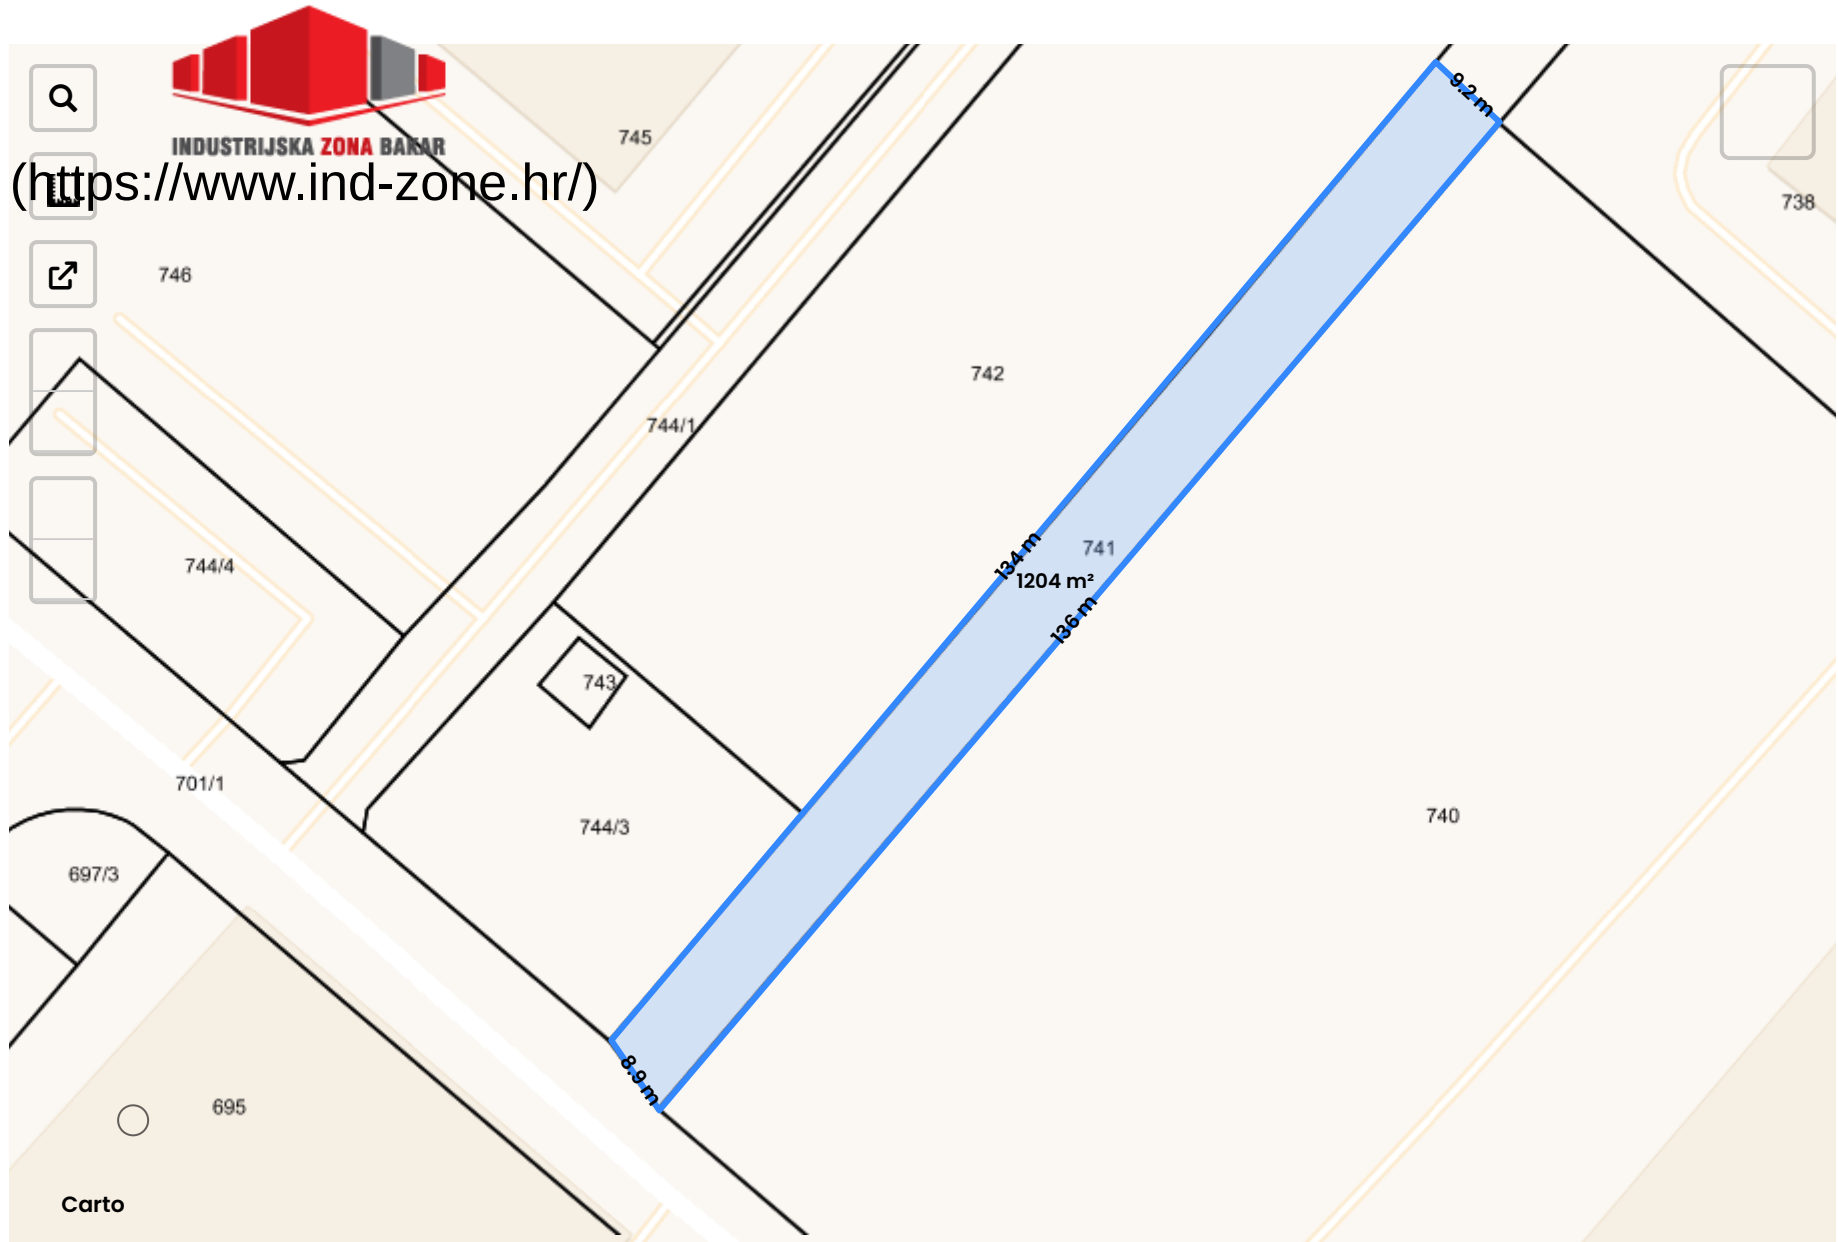 INDUSTRIJSKA ZONA BAKAR
(https://www.ind-zone.hr/)
9.2 m
745
738
746
742
744/1
134 m
741
1204 m²
136 m
744/4
743
701/1
744/3
740
697/3
8.9 m
695
Carto